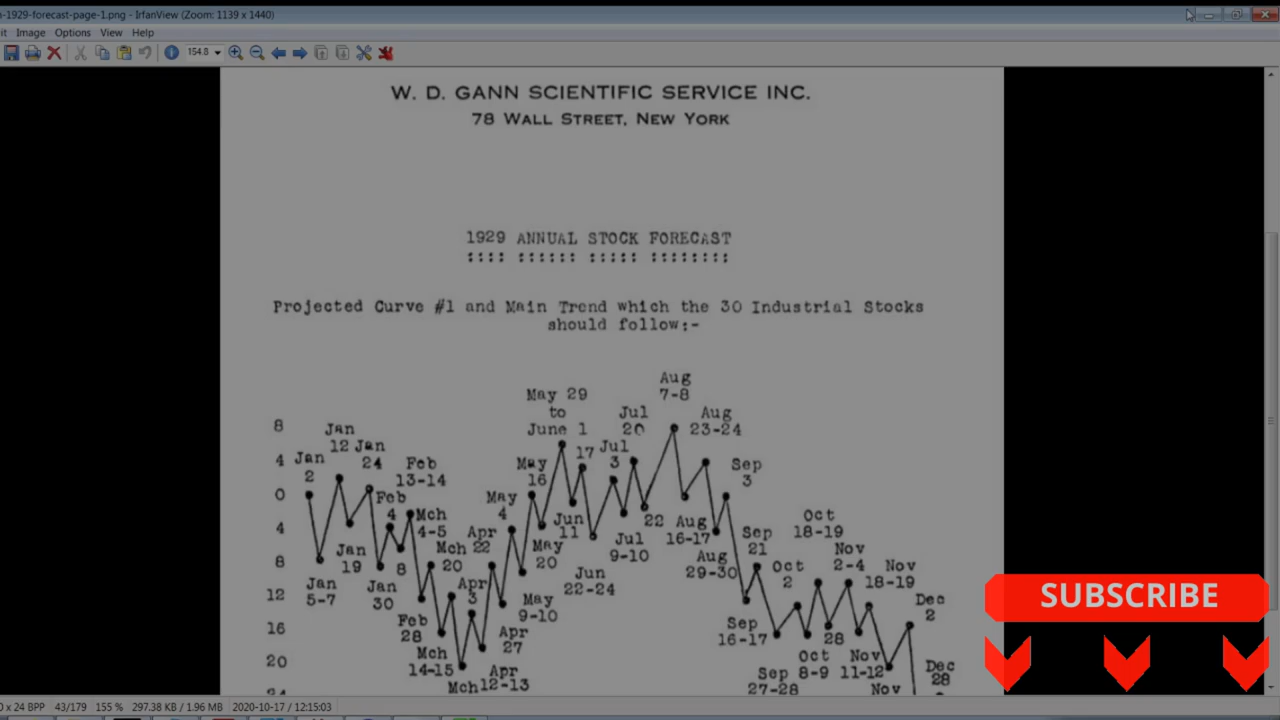 n-1929-forecast-page-1.png - IrfanView (Zoom: 1139 x 1440)
it Image Options View Help
154.8
W. D. GANN SCIENTIFIC SERVICE INC.
78 WALL STREET, NEW YORK
1929 ANNUAL STOCK FORECAST
:::: :::::: ::::: ::::::::
Projected Curve #1 and Main Trend which the 30 Industrial Stocks
should follow:-
Aug
7-8
May 29
to
June 1
Jul
20
Aug
23-24
8
Jan
12
Jan
24
17
Jul
3
4
Jan
2
Feb
13-14
May
16
Sep
3
0
Feb
4
May
4
Oct
18-19
4
Mch
4-5
Apr
22
Jun
11
22
Aug
16-17
Sep
21
8
Jan
19
8
Mch
20
May
20
Jul
9-10
Aug
29-30
Oct
2
Nov
2-4
Nov
18-19
Jan
5-7
Jan
30
Apr
3
Jun
22-24
12
May
9-10
Dec
2
16
Feb
28
Apr
27
Sep
16-17
28
20
Mch
14-15
Apr
12-13
Oct
8-9
Nov
11-12
Dec
28
Mch
Sep
27-28
Nov
24
SUBSCRIBE
0 x 24 BPP 43/179 155 % 297.38 KB / 1.96 MB 2020-10-17 / 12:15:03